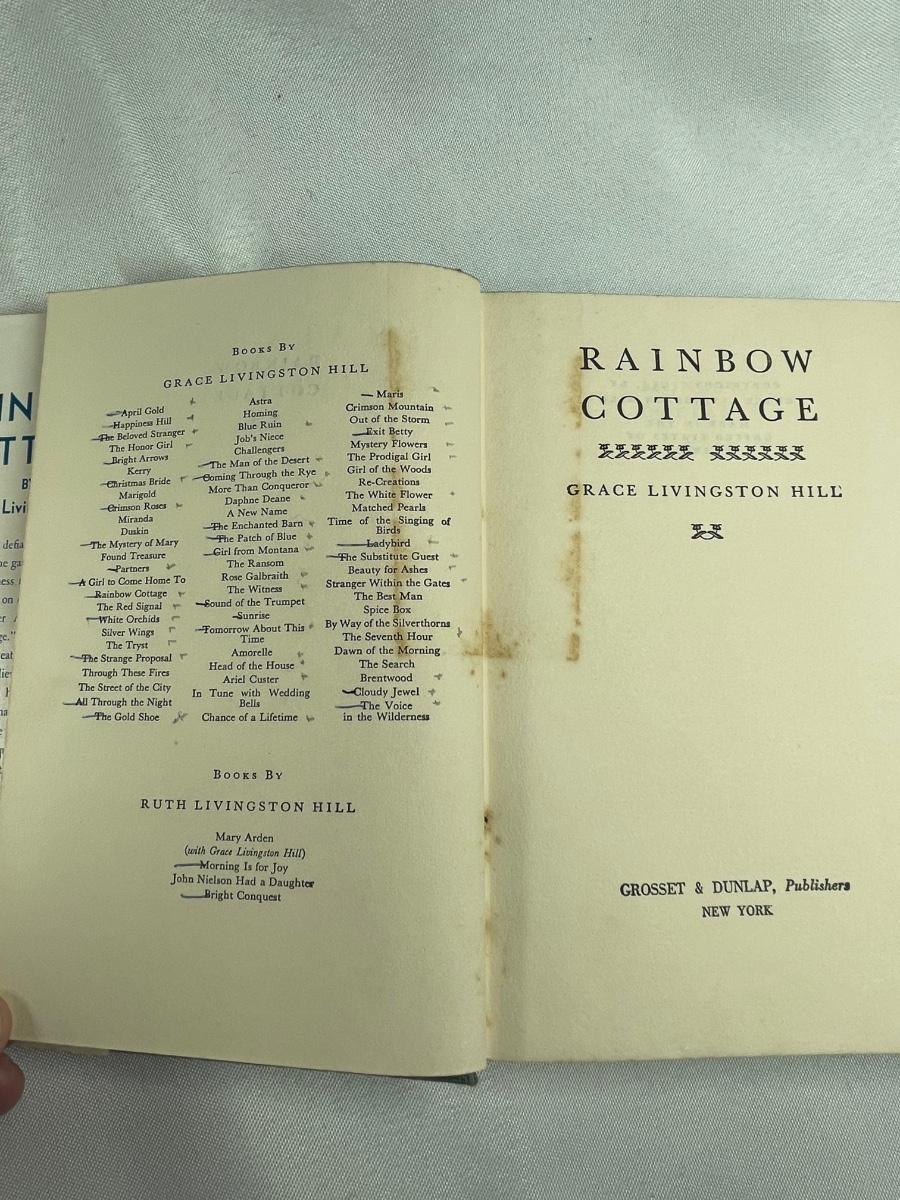 IN
TT
BY
Livi
defia
on
ge."
BOOKS BY
GRACE LIVINGSTON HILL
April Gold
Happiness Hill
The Beloved Stranger
The Honor Girl
Bright Arrows
Kerry
Christmas Bride
Marigold
Crimson Roses
Miranda
Duskin
The Mystery of Mary
Found Treasure
Partners
A Girl to Come Home To
Rainbow Cottage
The Red Signal
White Orchids
Silver Wings
The Tryst
The Strange Proposal
Through These Fires
The Street of the City
All Through the Night
The Gold Shoe
Astra
Homing
Blue Ruin
Job's Niece
Challengers
The Man of the Desert
Coming Through the Rye
More Than Conqueror
Daphne Deane
A New Name
The Enchanted Barn
The Patch of Blue
Girl from Montana
The Ransom
Rose Galbraith
The Witness
Sound of the Trumpet
Sunrise
Tomorrow About This
Time
Amorelle
Head of the House
Ariel Custer
In Tune with Wedding
Bells
Chance of a Lifetime
Maris
Crimson Mountain
Out of the Storm
Exit Betty
Mystery Flowers
The Prodigal Girl
Girl of the Woods
Re-Creations
The White Flower
Matched Pearls
Time of the Singing of
Birds
Ladybird
The Substitute Guest
Beauty for Ashes
Stranger Within the Gates
The Best Man
Spice Box
By Way of the Silverthorns
The Seventh Hour
Dawn of the Morning
The Search
Brentwood
Cloudy Jewel
The Voice
in the Wilderness
BOOKS BY
RUTH LIVINGSTON HILL
Mary Arden
(with Grace Livingston Hill)
Morning Is for Joy
John Nielson Had a Daughter
Bright Conquest
RAINBOW
COTTAGE
GRACE LIVINGSTON HILL
GROSSET & DUNLAP, Publishers
NEW YORK